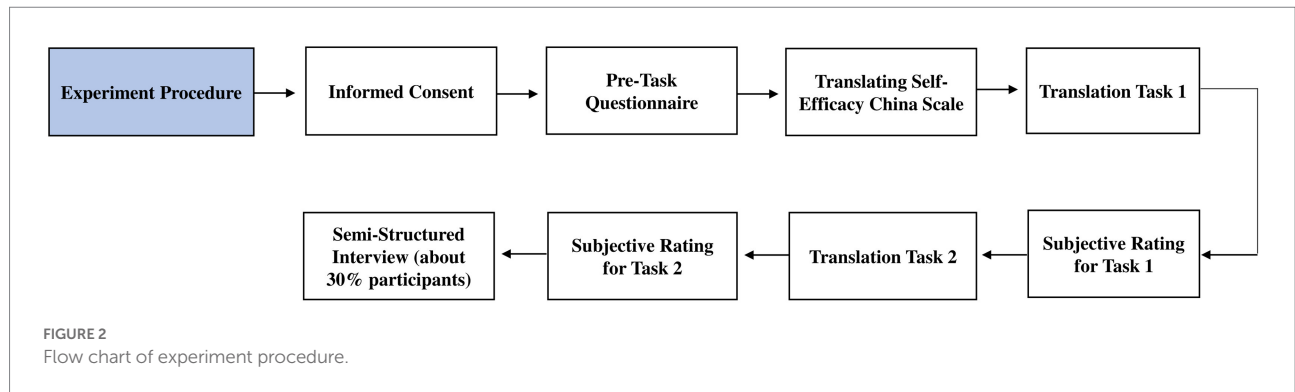 Experiment Procedure
Informed Consent
Pre-Task
Questionnaire
Translating Self-
Efficacy China Scale
Translation Task 1
Subjective Rating
for Task 1
Translation Task 2
Subjective Rating
for Task 2
Semi-Structured
Interview (about
30% participants)
FIGURE 2
Flow chart of experiment procedure.